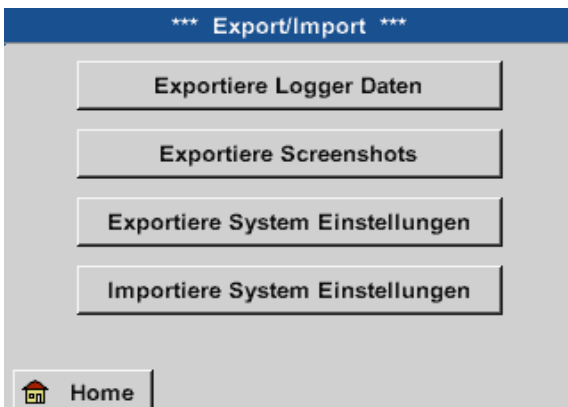 *** Export/Import ***
Exportiere Logger Daten
Exportiere Screenshots
Exportiere System Einstellungen
Importiere System Einstellungen
Home